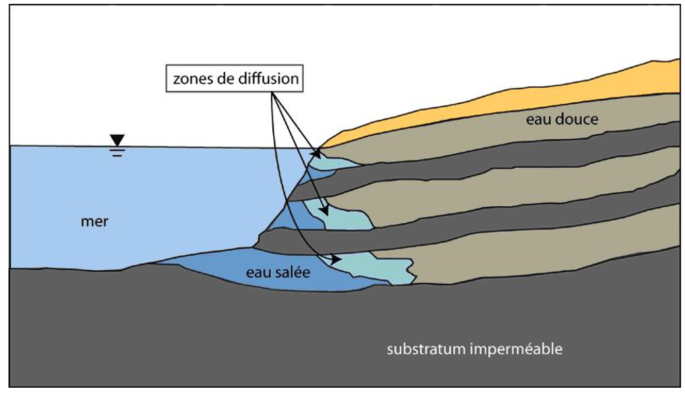 zones de diffusion
eau douce
mer
eau salée
substratum imperméable